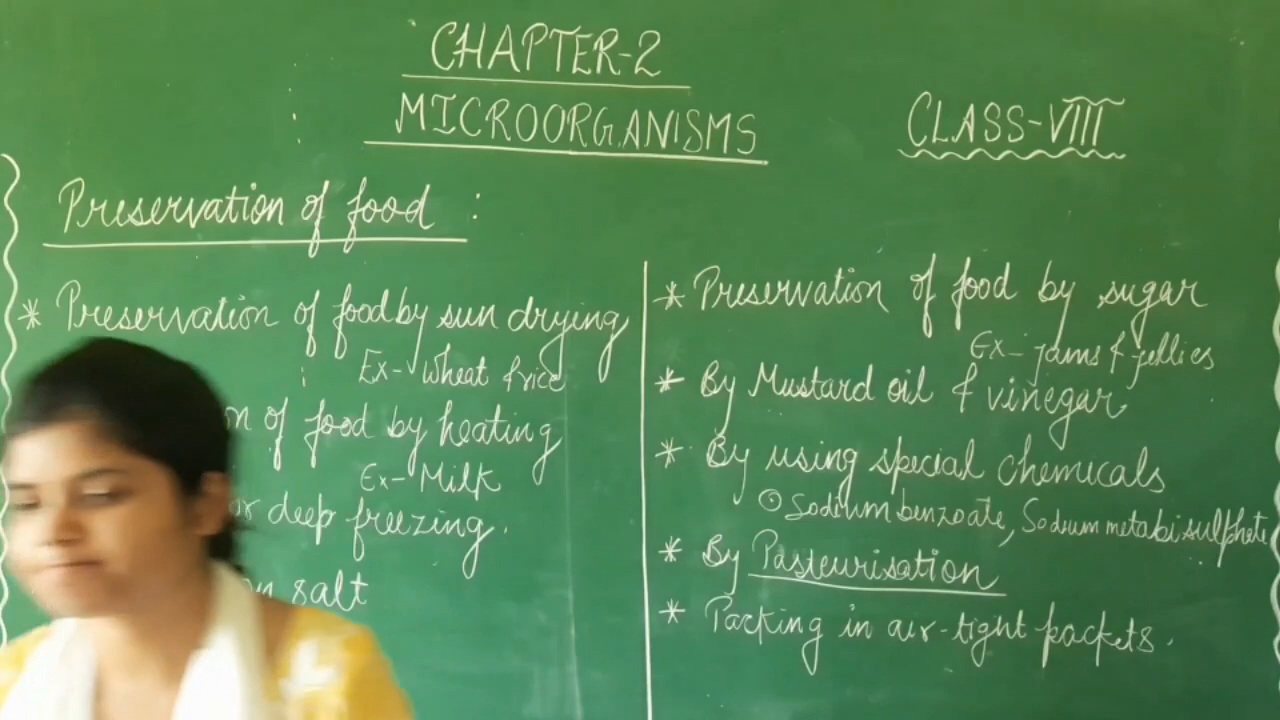 CHAPTER-2
MICROORGANISMS
CLASS-VIII
Preservation of food :
* Preservation of food by sun drying
Ex- Wheat & rice
of food by heating
Ex- Milk
or deep freezing.
salt
* Preservation of food by sugar
Ex- jams & jellies
* By Mustard oil & vinegar
* By using special chemicals
⊙ Sodium benzoate, Sodium metabisulphete
* By Pasteurisation
* Packing in air-tight packets.